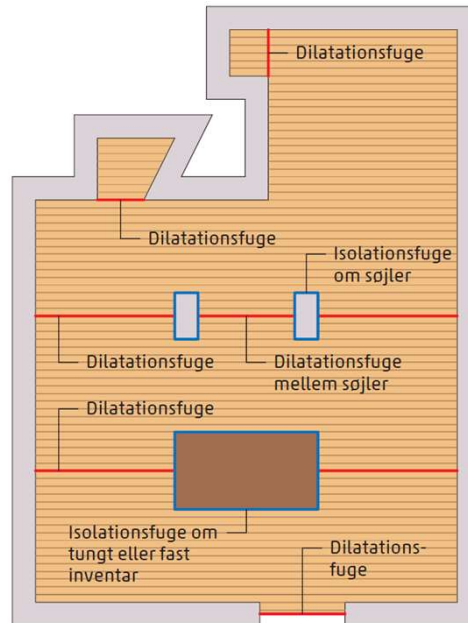 Dilatationsfuge
Dilatationsfuge
Isolationsfuge
om søjler
Dilatationsfuge
Dilatationsfuge
mellem søjler
Dilatationsfuge
Isolationsfuge om
tungt eller fast
inventar
Dilatations-
fuge